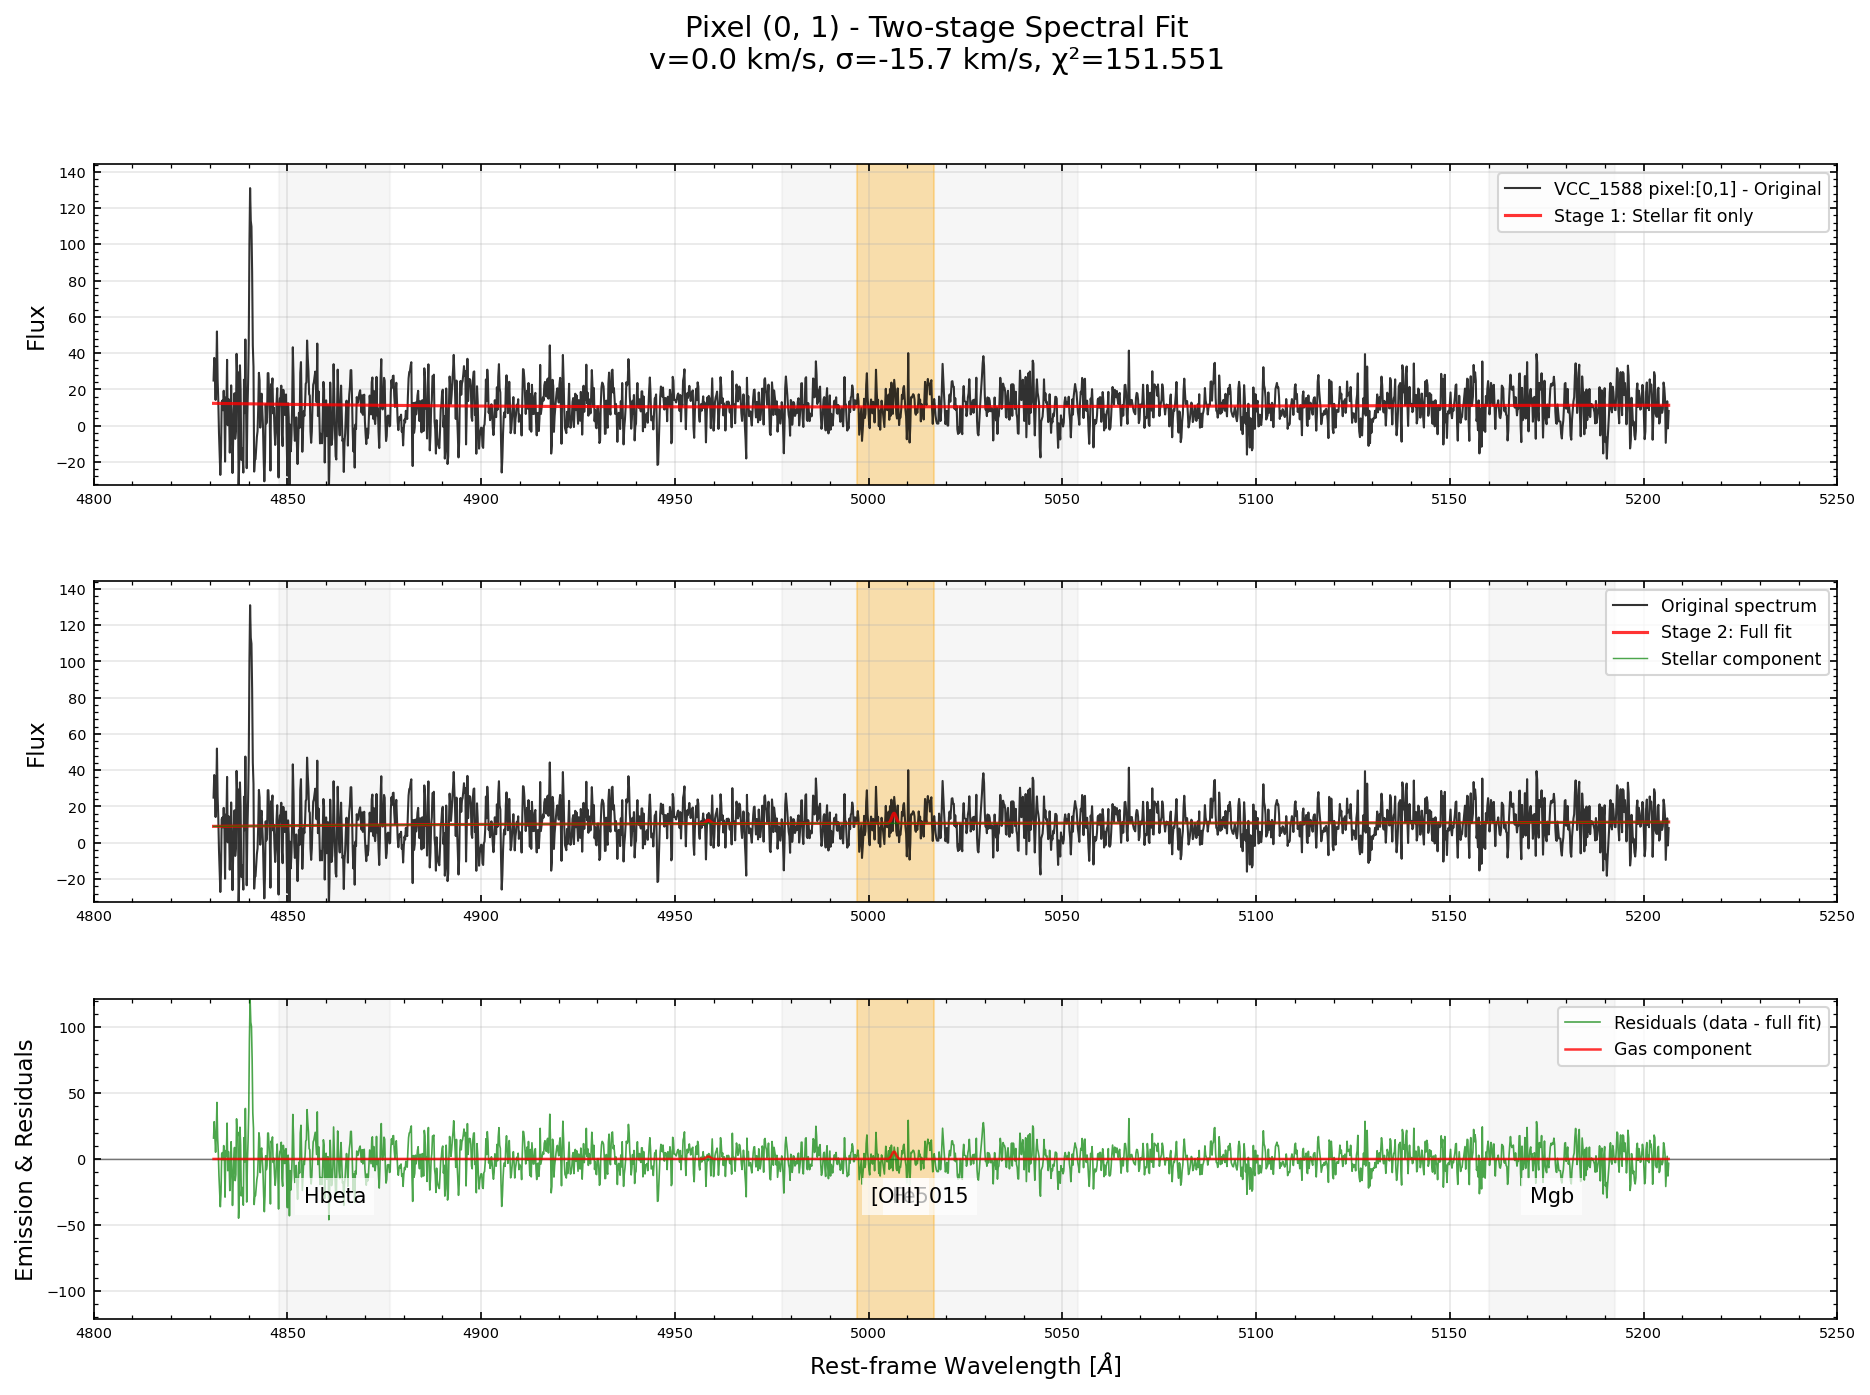 Pixel (0, 1) - Two-stage Spectral Fit
v=0.0 km/s, σ=-15.7 km/s, χ²=151.551
Flux
140
120
100
80
60
40
20
0
−20
VCC_1588 pixel:[0,1] - Original
Stage 1: Stellar fit only
4800 4850 4900 4950 5000 5050 5100 5150 5200 5250
Flux
140
120
100
80
60
40
20
0
−20
Original spectrum
Stage 2: Full fit
Stellar component
4800 4850 4900 4950 5000 5050 5100 5150 5200 5250
Emission & Residuals
100
50
0
−50
−100
Residuals (data - full fit)
Gas component
Hbeta
[OIII]
015
Mgb
4800 4850 4900 4950 5000 5050 5100 5150 5200 5250
Rest-frame Wavelength [Å]